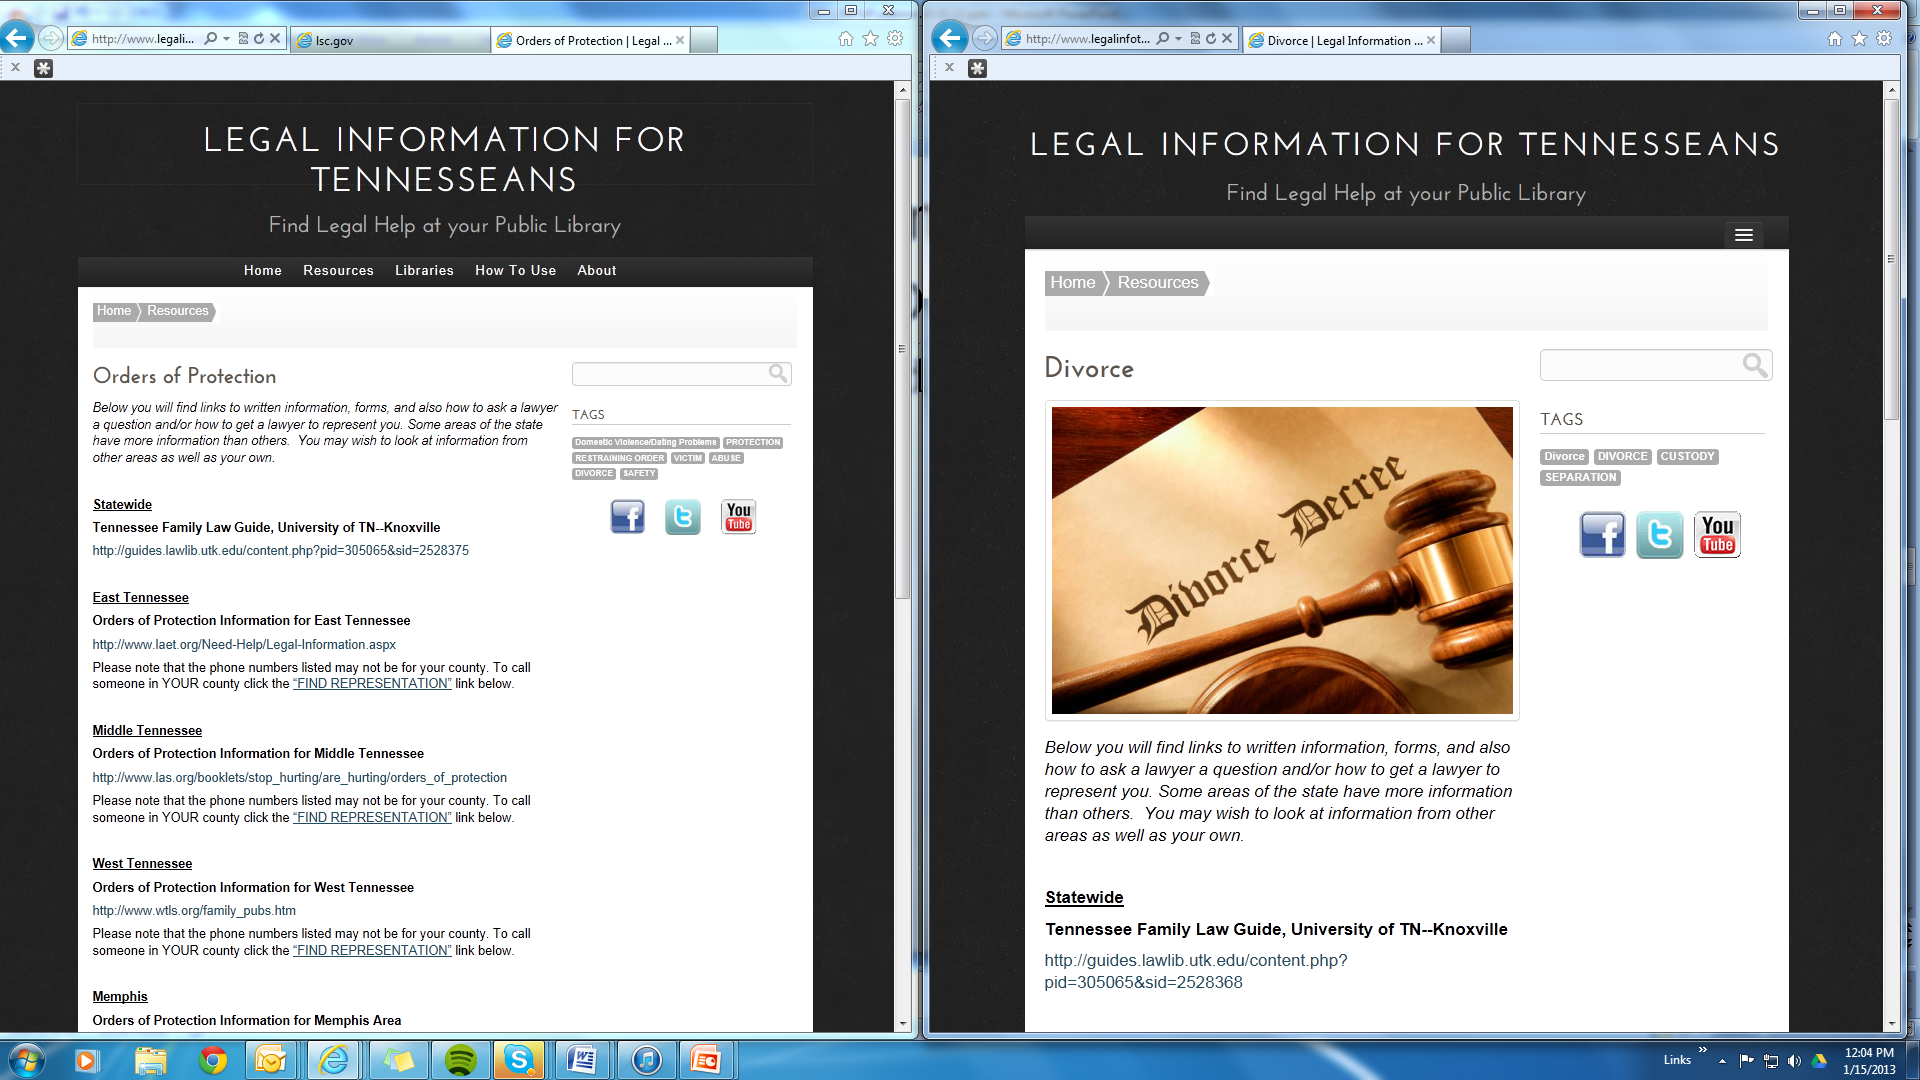 http://www.legali...
lsc.gov
Orders of Protection | Legal ...
LEGAL INFORMATION FOR
TENNESSEANS
Find Legal Help at your Public Library
Home Resources Libraries How To Use About
Home Resources
Orders of Protection
Below you will find links to written information, forms, and also how to ask a lawyer
a question and/or how to get a lawyer to represent you. Some areas of the state
have more information than others.  You may wish to look at information from
other areas as well as your own.
Statewide
Tennessee Family Law Guide, University of TN--Knoxville
http://guides.lawlib.utk.edu/content.php?pid=305065&sid=2528375
East Tennessee
Orders of Protection Information for East Tennessee
http://www.laet.org/Need-Help/Legal-Information.aspx
Please note that the phone numbers listed may not be for your county. To call
someone in YOUR county click the “FIND REPRESENTATION” link below.
Middle Tennessee
Orders of Protection Information for Middle Tennessee
http://www.las.org/booklets/stop_hurting/are_hurting/orders_of_protection
Please note that the phone numbers listed may not be for your county. To call
someone in YOUR county click the “FIND REPRESENTATION” link below.
West Tennessee
Orders of Protection Information for West Tennessee
http://www.wtls.org/family_pubs.htm
Please note that the phone numbers listed may not be for your county. To call
someone in YOUR county click the “FIND REPRESENTATION” link below.
Memphis
Orders of Protection Information for Memphis Area
TAGS
Domestic Violence/Dating Problems PROTECTION
RESTRAINING ORDER VICTIM ABUSE
DIVORCE SAFETY
f t You Tube
http://www.legalinfot...
Divorce | Legal Information ...
LEGAL INFORMATION FOR TENNESSEANS
Find Legal Help at your Public Library
Home Resources
Divorce
Divorce Decree
Below you will find links to written information, forms, and also
how to ask a lawyer a question and/or how to get a lawyer to
represent you. Some areas of the state have more information
than others.  You may wish to look at information from other
areas as well as your own.
Statewide
Tennessee Family Law Guide, University of TN--Knoxville
http://guides.lawlib.utk.edu/content.php?
pid=305065&sid=2528368
TAGS
Divorce DIVORCE CUSTODY
SEPARATION
f t You Tube
Links
12:04 PM
1/15/2013